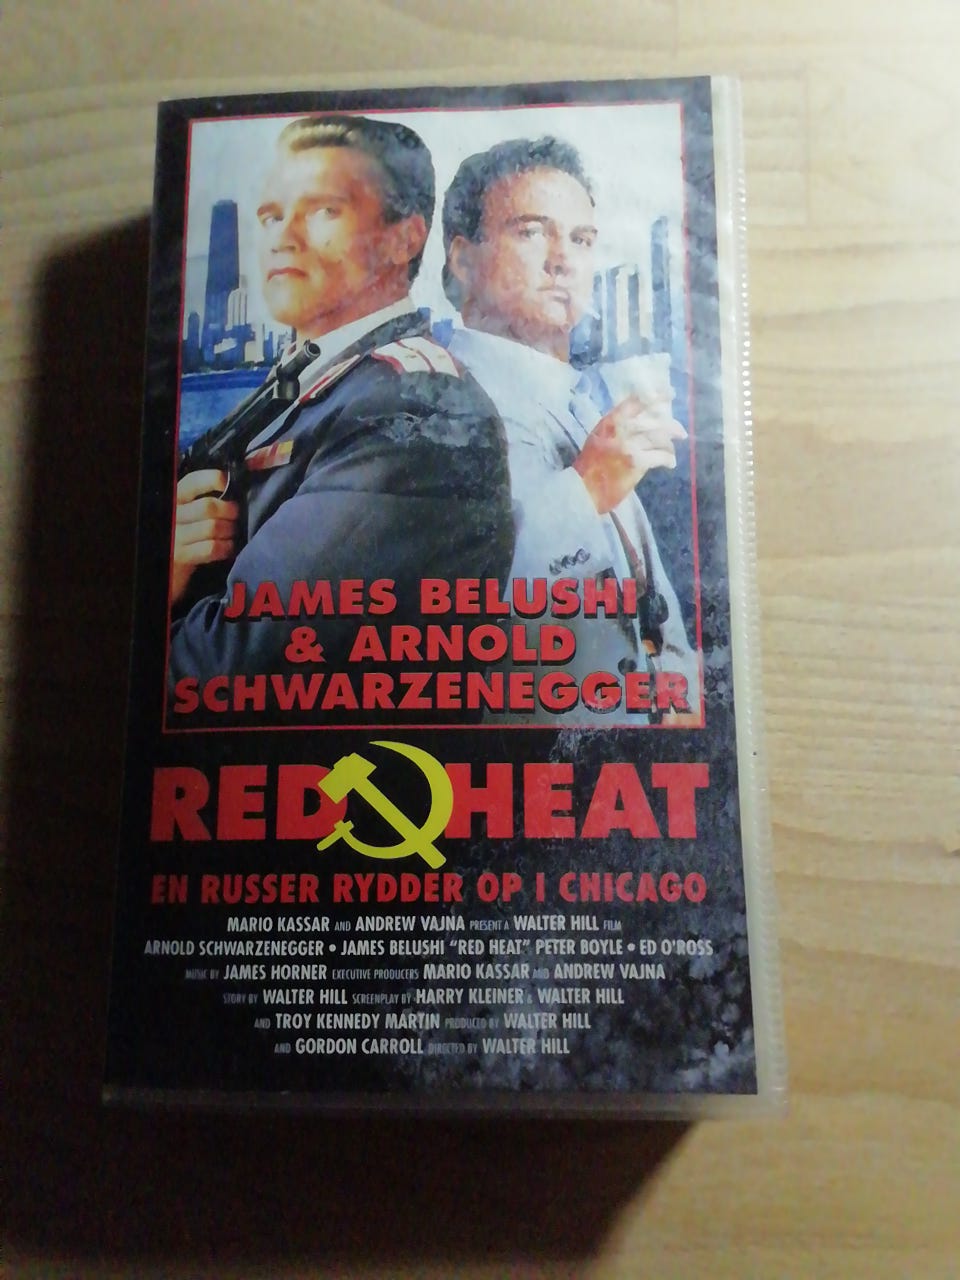 JAMES BELUSHI
& ARNOLD
SCHWARZENEGGER
RED HEAT
EN RUSSER RYDDER OP I CHICAGO
MARIO KASSAR AND ANDREW VAJNA PRESENT A WALTER HILL FILM
ARNOLD SCHWARZENEGGER • JAMES BELUSHI "RED HEAT" PETER BOYLE • ED O'ROSS
MUSIC BY JAMES HORNER EXECUTIVE PRODUCERS MARIO KASSAR AND ANDREW VAJNA
STORY BY WALTER HILL SCREENPLAY BY HARRY KLEINER & WALTER HILL
AND TROY KENNEDY MARTIN PRODUCED BY WALTER HILL
AND GORDON CARROLL DIRECTED BY WALTER HILL